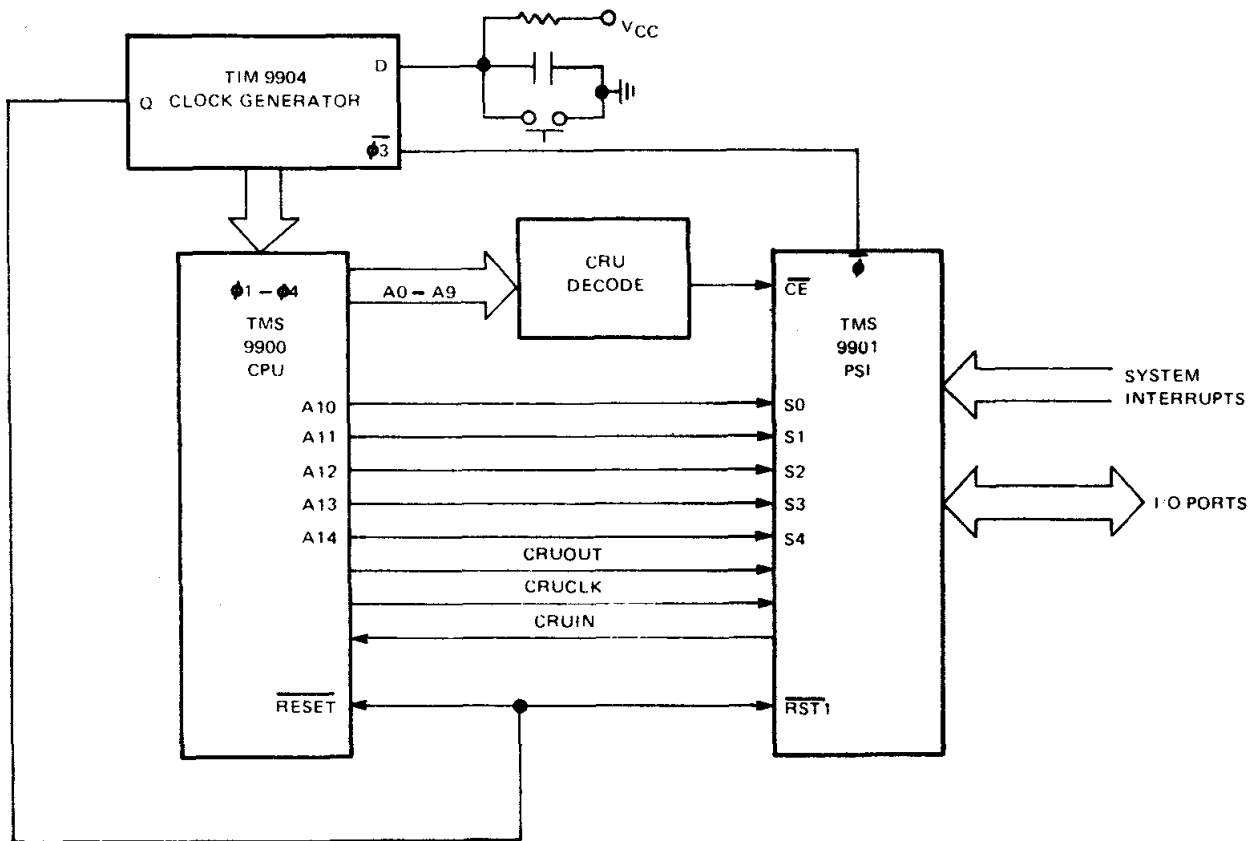 VCC
TIM 9904
CLOCK GENERATOR
D
Q
ϕ3
ϕ1 – ϕ4
TMS
9900
CPU
A0 – A9
CRU
DECODE
CE
ϕ
TMS
9901
PSI
SYSTEM
INTERRUPTS
I/O PORTS
A10
S0
A11
S1
A12
S2
A13
S3
A14
S4
CRUOUT
CRUCLK
CRUIN
RESET
RST1